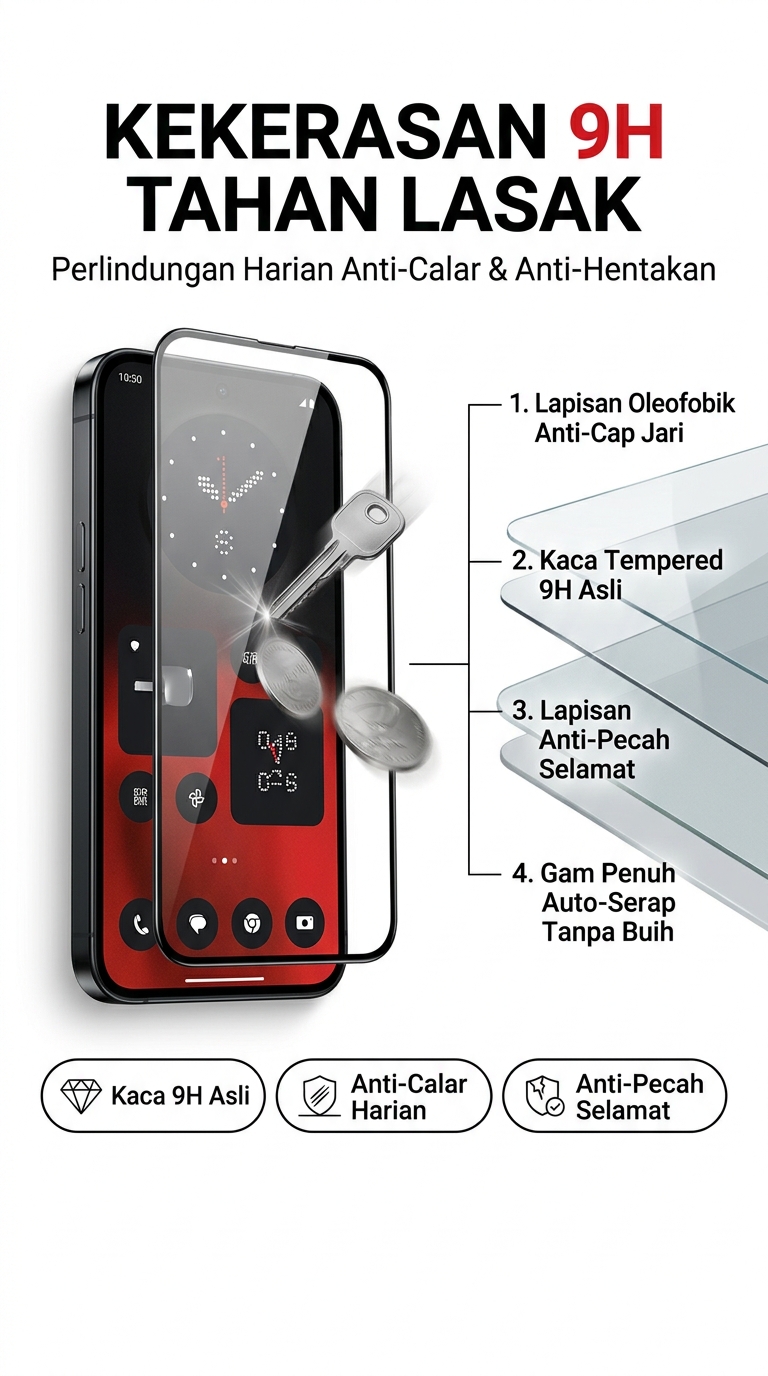 KEKERASAN 9H
TAHAN LASAK
Perlindungan Harian Anti-Calar & Anti-Hentakan
10:50
1. Lapisan Oleofobik
Anti-Cap Jari
2. Kaca Tempered
9H Asli
3. Lapisan
Anti-Pecah
Selamat
4. Gam Penuh
Auto-Serap
Tanpa Buih
Kaca 9H Asli
Anti-Calar
Harian
Anti-Pecah
Selamat